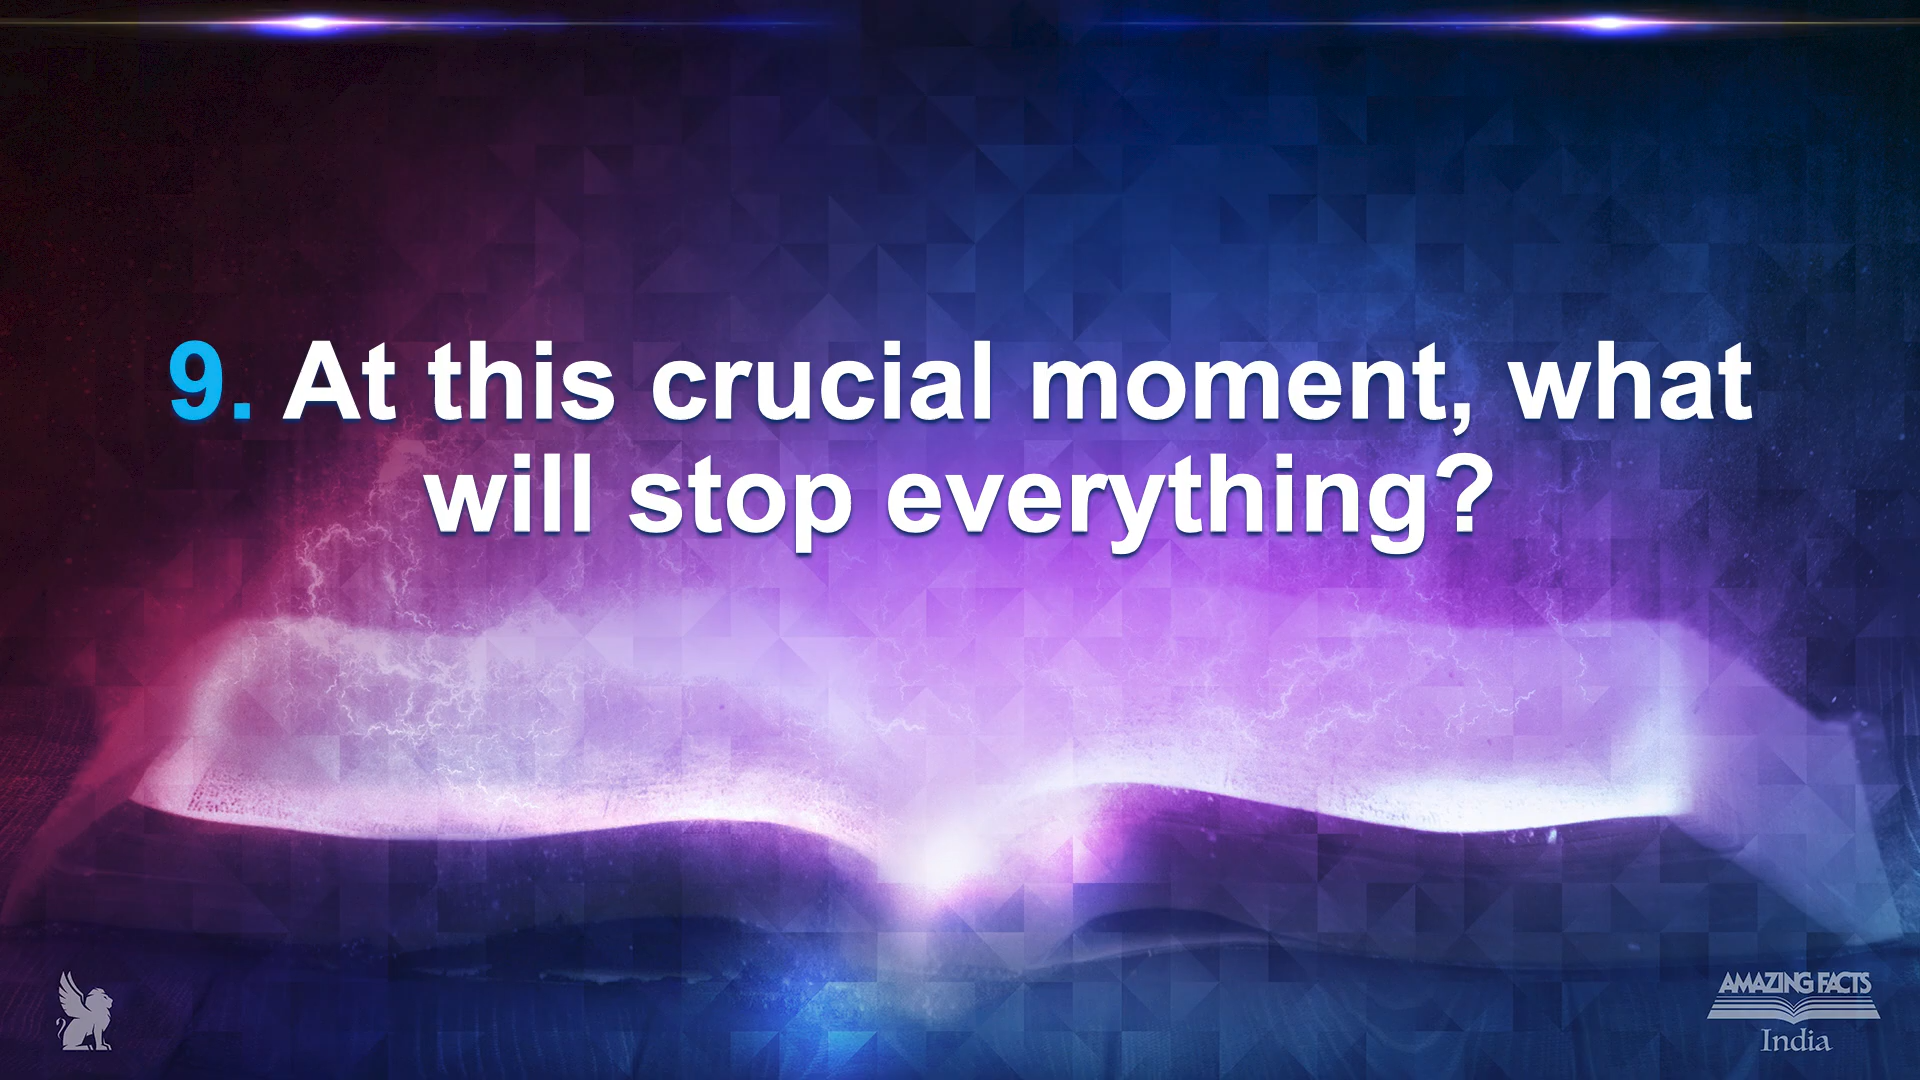 9. At this crucial moment, what
will stop everything?
AMAZING FACTS
India